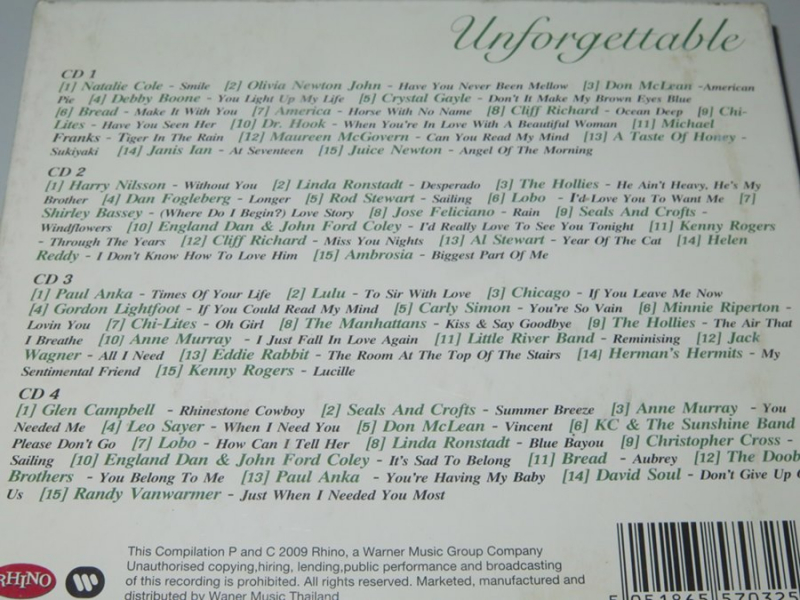 Unforgettable
CD 1
[1] Natalie Cole - Smile [2] Olivia Newton John - Have You Never Been Mellow [3] Don McLean -American
Pie [4] Debby Boone - You Light Up My Life [5] Crystal Gayle - Don't It Make My Brown Eyes Blue
[6] Bread - Make It With You [7] America - Horse With No Name [8] Cliff Richard - Ocean Deep [9] Chi-
Lites - Have You Seen Her [10] Dr. Hook - When You're In Love With A Beautiful Woman [11] Michael
Franks - Tiger In The Rain [12] Maureen McGovern - Can You Read My Mind [13] A Taste Of Honey -
Sukiyaki [14] Janis Ian - At Seventeen [15] Juice Newton - Angel Of The Morning
CD 2
[1] Harry Nilsson - Without You [2] Linda Ronstadt - Desperado [3] The Hollies - He Ain't Heavy, He's My
Brother [4] Dan Fogleberg - Longer [5] Rod Stewart - Sailing [6] Lobo - I'd-Love You To Want Me [7]
Shirley Bassey - (Where Do I Begin?) Love Story [8] Jose Feliciano - Rain [9] Seals And Crofts -
Windflowers [10] England Dan & John Ford Coley - I'd Really Love To See You Tonight [11] Kenny Rogers
- Through The Years [12] Cliff Richard - Miss You Nights [13] Al Stewart - Year Of The Cat [14] Helen
Reddy - I Don't Know How To Love Him [15] Ambrosia - Biggest Part Of Me
CD 3
[1] Paul Anka - Times Of Your Life [2] Lulu - To Sir With Love [3] Chicago - If You Leave Me Now
[4] Gordon Lightfoot - If You Could Read My Mind [5] Carly Simon - You're So Vain [6] Minnie Riperton -
Lovin You [7] Chi-Lites - Oh Girl [8] The Manhattans - Kiss & Say Goodbye [9] The Hollies - The Air That
I Breathe [10] Anne Murray - I Just Fall In Love Again [11] Little River Band - Reminising [12] Jack
Wagner - All I Need [13] Eddie Rabbit - The Room At The Top Of The Stairs [14] Herman's Hermits - My
Sentimental Friend [15] Kenny Rogers - Lucille
CD 4
[1] Glen Campbell - Rhinestone Cowboy [2] Seals And Crofts - Summer Breeze [3] Anne Murray - You
Needed Me [4] Leo Sayer - When I Need You [5] Don McLean - Vincent [6] KC & The Sunshine Band
Please Don't Go [7] Lobo - How Can I Tell Her [8] Linda Ronstadt - Blue Bayou [9] Christopher Cross -
Sailing [10] England Dan & John Ford Coley - It's Sad To Belong [11] Bread - Aubrey [12] The Doob
Brothers - You Belong To Me [13] Paul Anka - You're Having My Baby [14] David Soul - Don't Give Up
Us [15] Randy Vanwarmer - Just When I Needed You Most
RHINO
This Compilation P and C 2009 Rhino, a Warner Music Group Company
Unauthorised copying,hiring, lending,public performance and broadcasting
of this recording is prohibited. All rights reserved. Marketed, manufactured and
distributed by Waner Music Thailand
5 051865 570325